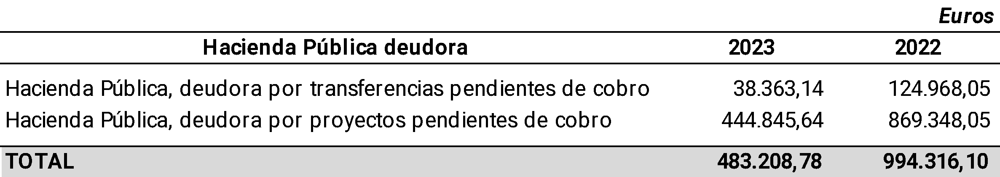 Euros
Hacienda Pública deudora 2023 2022
Hacienda Pública, deudora por transferencias pendientes de cobro 38.363,14 124.968,05
Hacienda Pública, deudora por proyectos pendientes de cobro 444.845,64 869.348,05
TOTAL 483.208,78 994.316,10